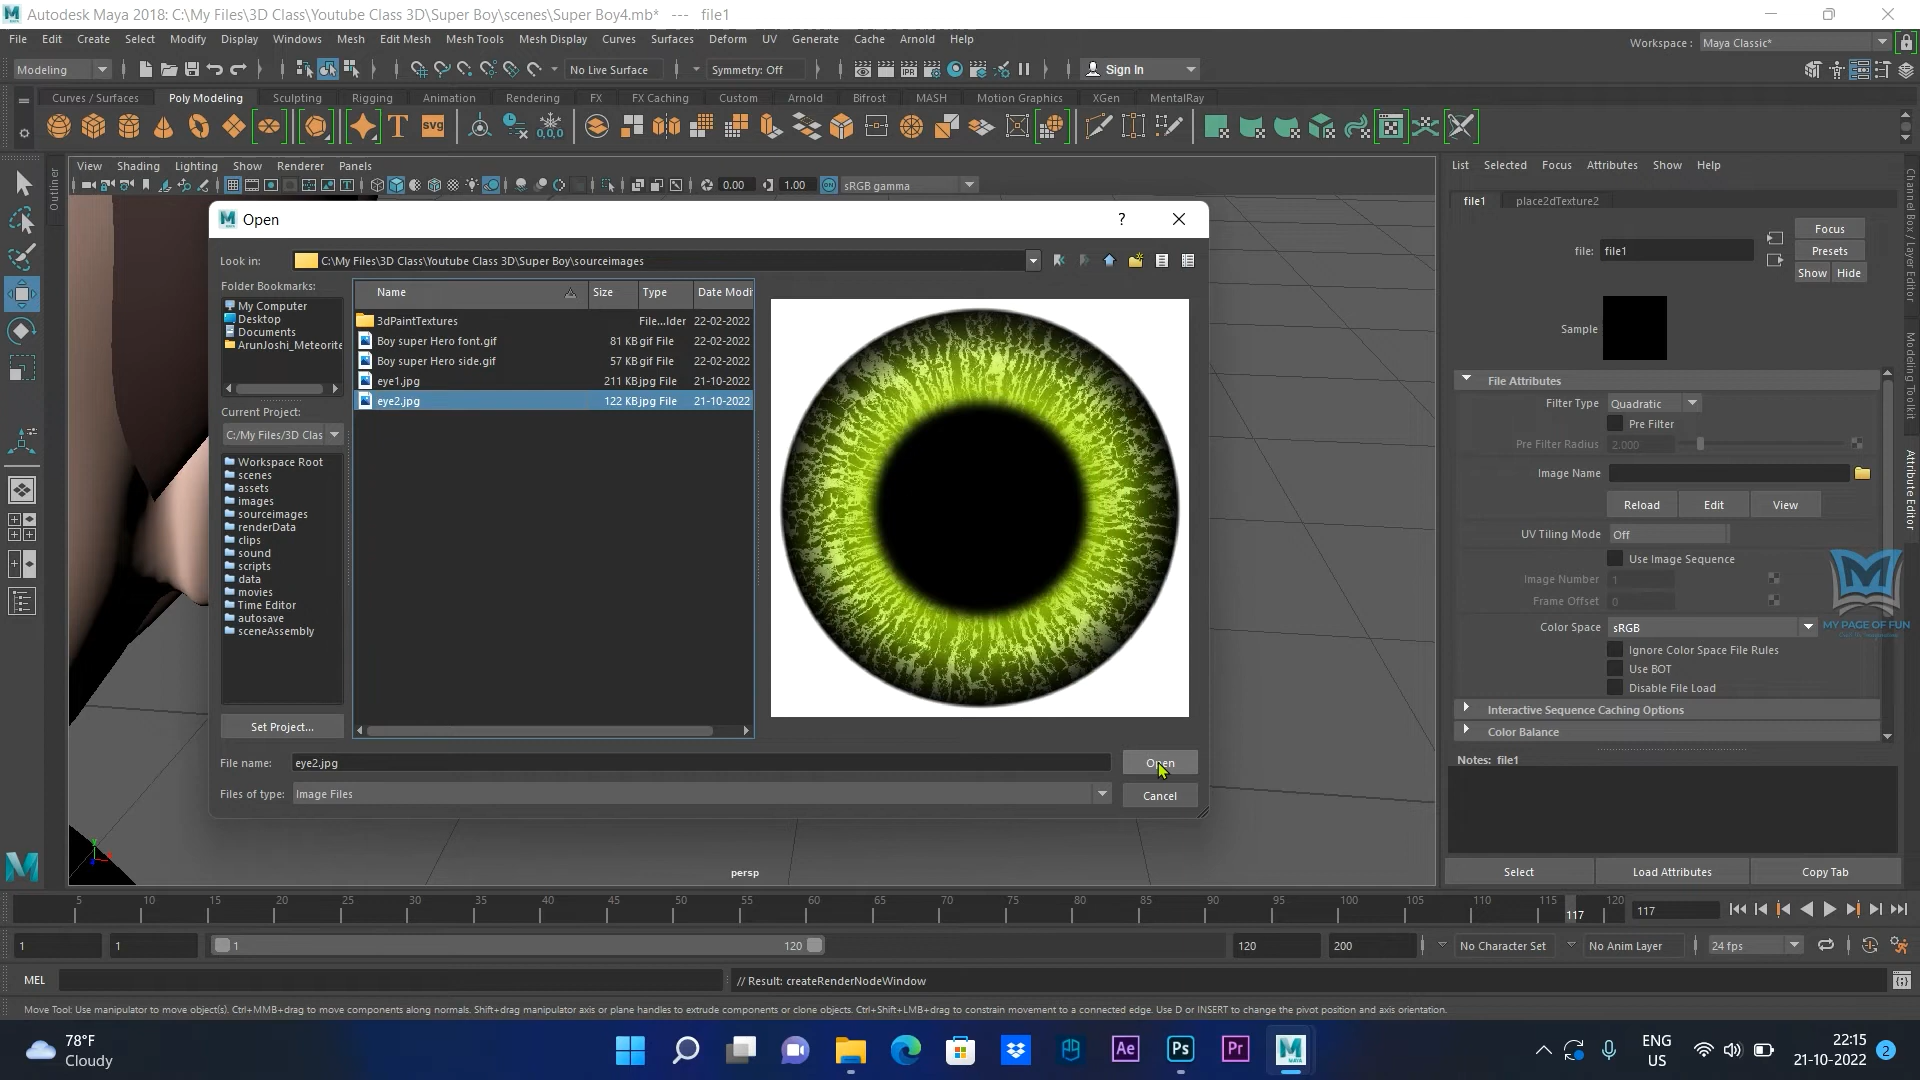 Autodesk Maya 2018: C:\My Files\3D Class\Youtube Class 3D\Super Boy\scenes\Super Boy4.mb* --- file1
File Edit Create Select Modify Display Windows Mesh Edit Mesh Mesh Tools Mesh Display Curves Surfaces Deform UV Generate Cache Arnold Help
Workspace : Maya Classic*
Modeling No Live Surface Symmetry: Off Sign In
Curves / Surfaces Poly Modeling Sculpting Rigging Animation Rendering FX FX Caching Custom Arnold Bifrost MASH Motion Graphics XGen MentalRay
View Shading Lighting Show Renderer Panels
0.00 1.00 sRGB gamma
Outliner
Open ?
Look in: C:\My Files\3D Class\Youtube Class 3D\Super Boy\sourceimages
Folder Bookmarks:
My Computer
Desktop
Documents
ArunJoshi_Meteorite
Current Project:
C:/My Files/3D Clas
Workspace Root
scenes
assets
images
sourceimages
renderData
clips
sound
scripts
data
movies
Time Editor
autosave
sceneAssembly
Set Project...
Name Size Type Date Modi
3dPaintTextures File...lder 22-02-2022
Boy super Hero font.gif 81 KB gif File 22-02-2022
Boy super Hero side.gif 57 KB gif File 22-02-2022
eye1.jpg 211 KB jpg File 21-10-2022
eye2.jpg 122 KB jpg File 21-10-2022
File name: eye2.jpg Open
Files of type: Image Files Cancel
persp
List Selected Focus Attributes Show Help
file1 place2dTexture2
file: file1
Focus
Presets
Show Hide
Sample
File Attributes
Filter Type Quadratic
Pre Filter
Pre Filter Radius 2.000
Image Name
Reload Edit View
UV Tiling Mode Off
Use Image Sequence
Image Number 1
Frame Offset 0
Color Space sRGB
Ignore Color Space File Rules
Use BOT
Disable File Load
Interactive Sequence Caching Options
Color Balance
Notes: file1
Select Load Attributes Copy Tab
MY PAGE OF FUN
Channel Box / Layer Editor
Modeling Toolkit
Attribute Editor
5 10 15 20 25 30 35 40 45 50 55 60 65 70 75 80 85 90 95 100 105 110 115 120
117 117
1 1 1 120 120 200 No Character Set No Anim Layer 24 fps
MEL // Result: createRenderNodeWindow
Move Tool: Use manipulator to move object(s). Ctrl+MMB+drag to move components along normals. Shift+drag manipulator axis or plane handles to extrude components or clone objects. Ctrl+Shift+LMB+drag to constrain movement to a connected edge. Use D or INSERT to change the pivot position and axis orientation.
78°F
Cloudy
Ae Ps Pr
ENG
US
22:15
21-10-2022
2